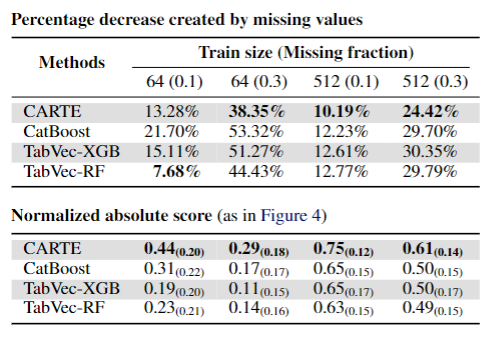 Percentage decrease created by missing values
Methods Train size (Missing fraction)
64 (0.1) 64 (0.3) 512 (0.1) 512 (0.3)
CARTE 13.28% 38.35% 10.19% 24.42%
CatBoost 21.70% 53.32% 12.23% 29.70%
TabVec-XGB 15.11% 51.27% 12.61% 30.35%
TabVec-RF 7.68% 44.43% 12.77% 29.79%
Normalized absolute score (as in Figure 4)
CARTE 0.44(0.20) 0.29(0.18) 0.75(0.12) 0.61(0.14)
CatBoost 0.31(0.22) 0.17(0.17) 0.65(0.15) 0.50(0.15)
TabVec-XGB 0.19(0.20) 0.11(0.15) 0.65(0.17) 0.50(0.17)
TabVec-RF 0.23(0.21) 0.14(0.16) 0.63(0.15) 0.49(0.15)